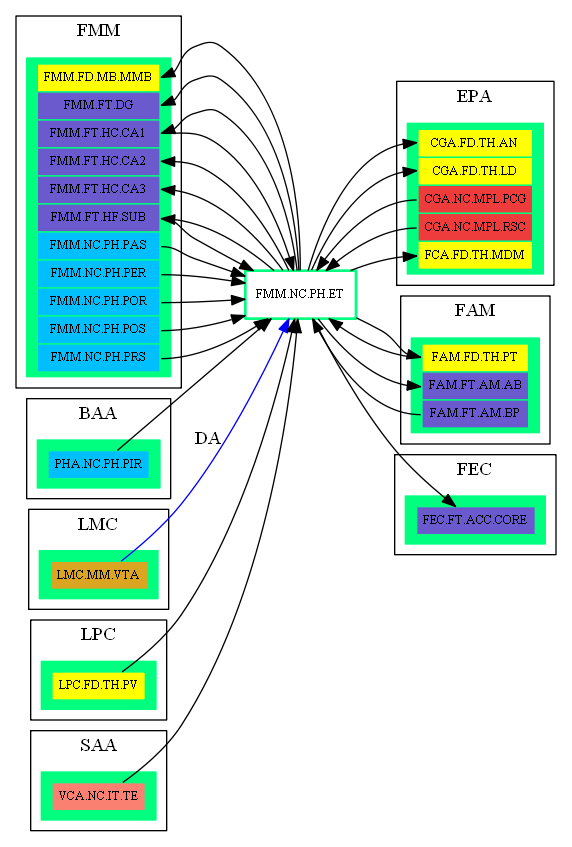 FMM
FMM.FD.MB.MMB
FMM.FT.DG
FMM.FT.HC.CA1
FMM.FT.HC.CA2
FMM.FT.HC.CA3
FMM.FT.HF.SUB
FMM.NC.PH.PAS
FMM.NC.PH.PER
FMM.NC.PH.POR
FMM.NC.PH.POS
FMM.NC.PH.PRS
BAA
PHA.NC.PH.PIR
LMC
LMC.MM.VTA
LPC
LPC.FD.TH.PV
SAA
VCA.NC.IT.TE
DA
FMM.NC.PH.ET
EPA
CGA.FD.TH.AN
CGA.FD.TH.LD
CGA.NC.MPL.PCG
CGA.NC.MPL.RSC
FCA.FD.TH.MDM
FAM
FAM.FD.TH.PT
FAM.FT.AM.AB
FAM.FT.AM.BP
FEC
FEC.FT.ACC.CORE